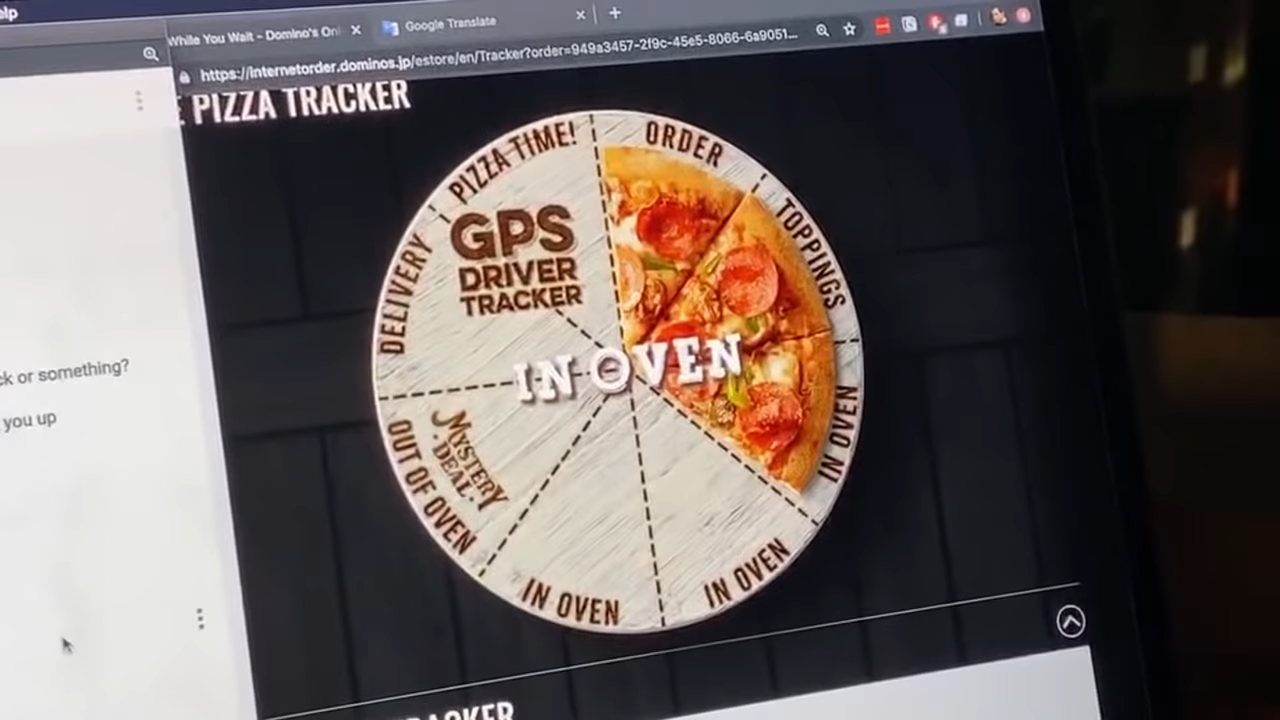 elp
While You Wait - Domino's Onl
Google Translate
https://internetorder.dominos.jp/estore/en/Tracker?order=949a3457-2f9c-45e5-8066-6a9051...
E PIZZA TRACKER
PIZZA TIME!
ORDER
TOPPINGS
IN OVEN
IN OVEN
IN OVEN
OUT OF OVEN
DELIVERY
GPS
DRIVER
TRACKER
IN OVEN
MYSTERY
DEAL
ck or something?
you up
TRACKER